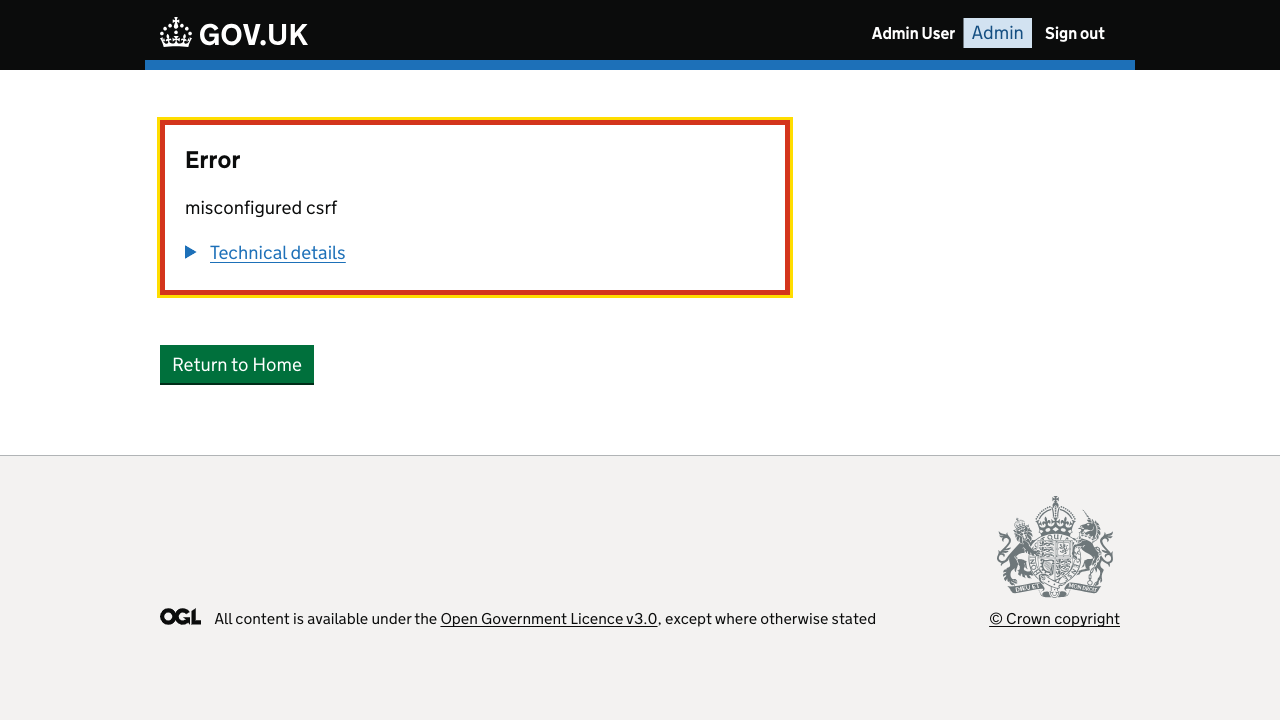 GOV.UK
Admin User Admin Sign out
Error
misconfigured csrf
Technical details
Return to Home
OGL All content is available under the Open Government Licence v3.0, except where otherwise stated
© Crown copyright